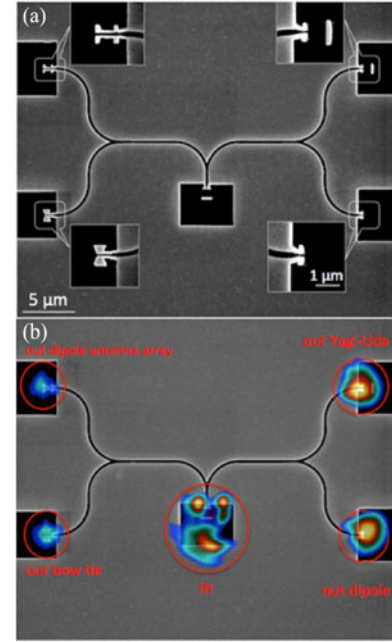 (a)
1 μm
5 μm
(b)
out dipole antenna array
out Yagi-Uda
out bow tie
in
out dipole